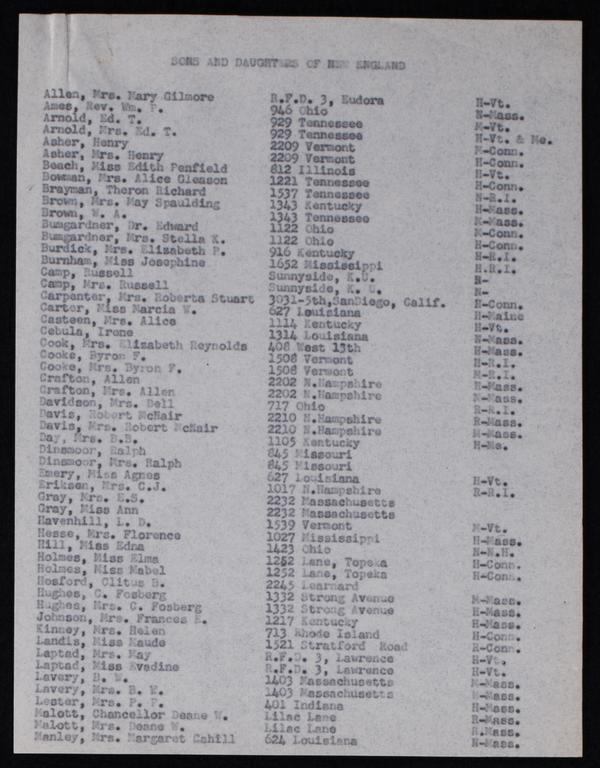 SONS AND DAUGHTERS OF NEW ENGLAND
Allen, Mrs. Mary Gilmore R.F.D. 3, Eudora H-Vt.
Ames, Rev. Wm. P. 946 Ohio N-Mass.
Arnold, Ed. T. 929 Tennessee M-Vt.
Arnold, Mrs. Ed. T. 929 Tennessee H-Vt. & Me.
Asher, Henry 2209 Vermont M-Conn.
Asher, Mrs. Henry 2209 Vermont H-Conn.
Beach, Miss Edith Penfield 812 Illinois H-Vt.
Bowman, Mrs. Alice Gleason 1221 Tennessee H-Conn.
Brayman, Theron Richard 1537 Tennessee N-R.I.
Brown, Mrs. May Spaulding 1343 Kentucky H-Mass.
Brown, W. A. 1343 Tennessee M-Mass.
Bumgardner, Dr. Edward 1122 Ohio M-Conn.
Bumgardner, Mrs. Stella K. 1122 Ohio H-Conn.
Burdick, Mrs. Elizabeth P. 916 Kentucky H-R.I.
Burnham, Miss Josephine 1652 Mississippi H.R.I.
Camp, Russell Sunnyside, K.U. N-
Camp, Mrs. Russell Sunnyside, K. U. N-
Carpenter, Mrs. Roberta Stuart 3031-5th,SanDiego, Calif. H-Conn.
Carter, Miss Marcia W. 627 Louisiana H-Maine
Casteen, Mrs. Alice 1114 Kentucky H-Vt.
Cebula, Irene 1314 Louisiana N-Mass.
Cook, Mrs. Elizabeth Reynolds 408 West 13th H-Mass.
Cooke, Byron F. 1508 Vermont H-R.I.
Cooke, Mrs. Byron F. 1508 Vermont N-R.I.
Crafton, Allen 2202 N.Hampshire H-Mass.
Crafton, Mrs. Allen 2202 N.Hampshire N-Mass.
Davidson, Mrs. Dell 717 Ohio R-R.I.
Davis, Robert McNair 2210 N.Hampshire R-Mass.
Davis, Mrs. Robert McNair 2210 N.Hampshire M-Mass.
Day, Mrs. B.B. 1105 Kentucky H-Me.
Dinsmoor, Ralph 845 Missouri
Dinsmoor, Mrs. Ralph 845 Missouri
Emery, Miss Agnes 627 Louisiana H-Vt.
Eriksen, Mrs. C.J. 1017 N.Hampshire R-R.I.
Gray, Mrs. E.S. 2232 Massachusetts
Gray, Miss Ann 2232 Massachusetts
Havenhill, L. D. 1539 Vermont M-Vt.
Hesse, Mrs. Florence 1027 Mississippi H-Mass.
Hill, Miss Edna 1423 Ohio N-N.H.
Holmes, Miss Elma 1252 Lane, Topeka H-Conn.
Holmes, Miss Mabel 1252 Lane, Topeka H-Conn.
Hosford, Clitus B. 2245 Learnard
Hughes, C. Fosberg 1332 Strong Avenue M-Mass.
Hughes, Mrs. C. Fosberg 1332 Strong Avenue H-Mass.
Johnson, Mrs. Frances E. 1217 Kentucky H-Mass.
Kinney, Mrs. Helen 713 Rhode Island H-Conn.
Landis, Miss Maude 1521 Stratford Road R-Conn.
Laptad, Mrs. May R.F.D. 3, Lawrence H-Vt.
Laptad, Miss Evadine R.F.D. 3, Lawrence H-Vt.
Lavery, B. W. 1403 Massachusetts M-Mass.
Lavery, Mrs. B. W. 1403 Massachusetts M-Mass.
Lester, Mrs. P. F. 401 Indiana H-Mass.
Malott, Chancellor Deane W. Lilac Lane R-Mass.
Malott, Mrs. Deane W. Lilac Lane R.Mass.
Manley, Mrs. Margaret Cahill 624 Louisiana N-Mass.